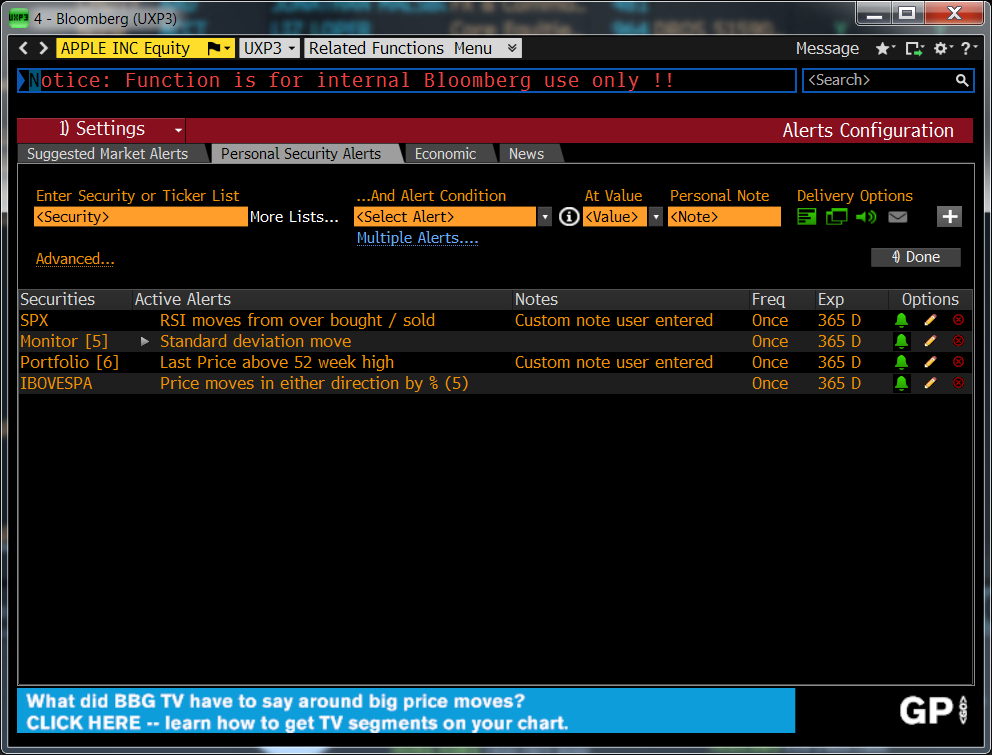 UXP3 4 - Bloomberg (UXP3)
APPLE INC Equity UXP3 Related Functions Menu Message ?
Notice: Function is for internal Bloomberg use only !! <Search>
1) Settings Alerts Configuration
Suggested Market Alerts Personal Security Alerts Economic News
Enter Security or Ticker List ...And Alert Condition At Value Personal Note Delivery Options
<Security> More Lists... <Select Alert> <Value> <Note>
Multiple Alerts....
Advanced... 4) Done
Securities Active Alerts Notes Freq Exp Options
SPX RSI moves from over bought / sold Custom note user entered Once 365 D
Monitor [5] Standard deviation move Once 365 D
Portfolio [6] Last Price above 52 week high Custom note user entered Once 365 D
IBOVESPA Price moves in either direction by % (5) Once 365 D
What did BBG TV have to say around big price moves?
CLICK HERE -- learn how to get TV segments on your chart.
GP